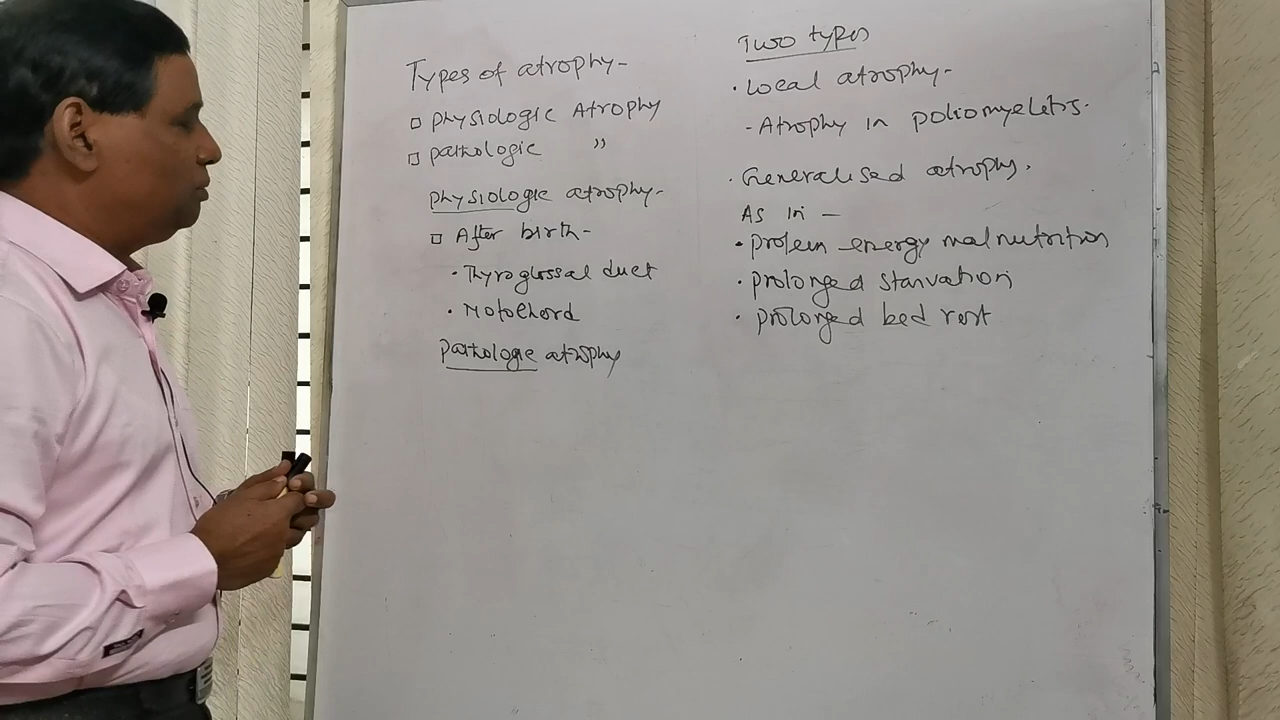 Types of atrophy-
□ physiologic Atrophy
□ pathologic "
physiologic atrophy-
□ After birth-
· Thyroglossal duct
· Notochord
pathologic atrophy
Two types
· Local atrophy-
- Atrophy in poliomyeletis.
· Generalised atrophy.
As in –
· protein energy malnutrition
· prolonged starvation
· prolonged bed rest